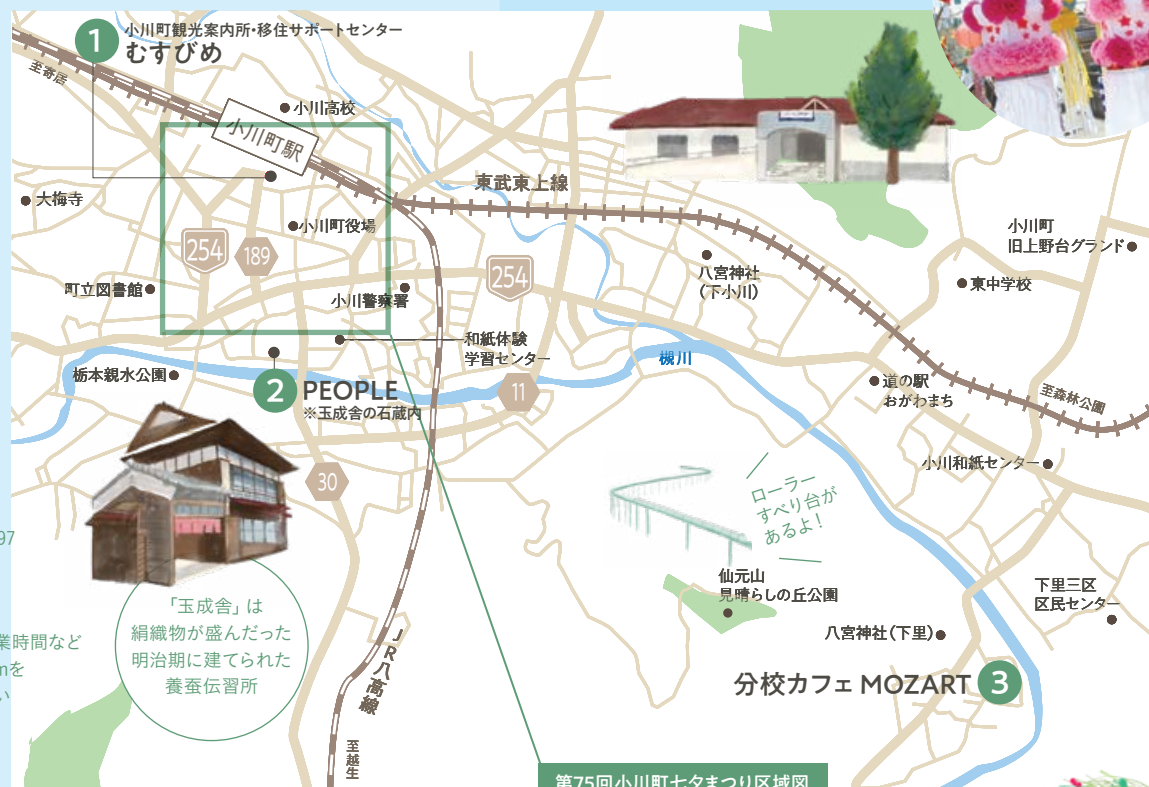 1
小川町観光案内所・移住サポートセンター
むすびめ
至寄居
小川高校
小川町駅
大梅寺
東武東上線
小川町役場
254
189
254
八宮神社
(下小川)
小川町
旧上野台グランド
東中学校
町立図書館
小川警察署
和紙体験
学習センター
槻川
栃本親水公園
2
PEOPLE
※玉成舎の石蔵内
11
道の駅
おがわまち
至森林公園
30
小川和紙センター
ローラー
すべり台が
あるよ!
97
仙元山
見晴らしの丘公園
下里三区
区民センター
「玉成舎」は
絹織物が盛んだった
明治期に建てられた
養蚕伝習所
業時間など
mを
い
八宮神社(下里)
JR八高線
分校カフェ MOZART
3
至越生
第75回小川町七夕まつり区域図